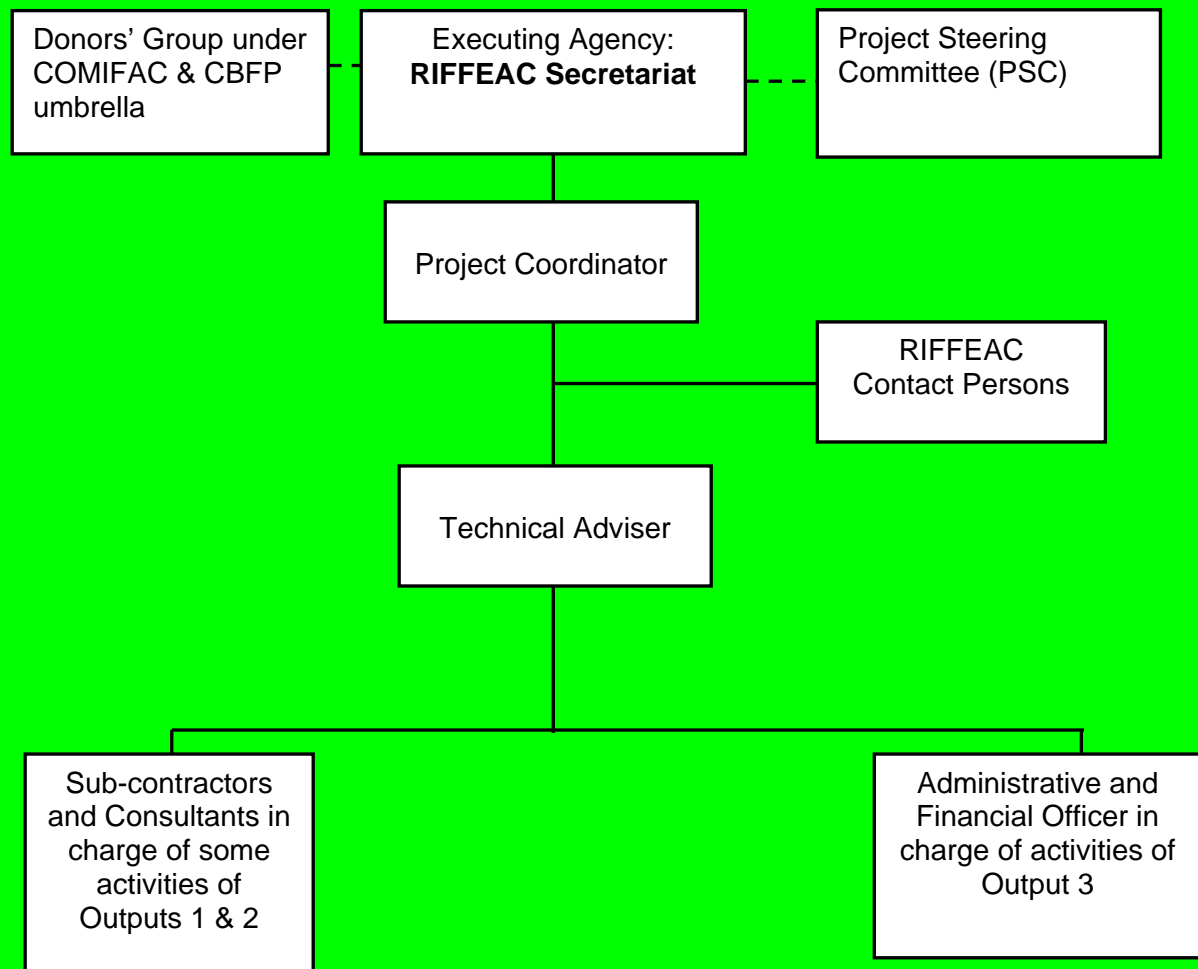 Donors’ Group under
COMIFAC & CBFP
umbrella
Executing Agency:
RIFFEAC Secretariat
Project Steering
Committee (PSC)
Project Coordinator
RIFFEAC
Contact Persons
Technical Adviser
Sub-contractors
and Consultants in
charge of some
activities of
Outputs 1 & 2
Administrative and
Financial Officer in
charge of activities of
Output 3